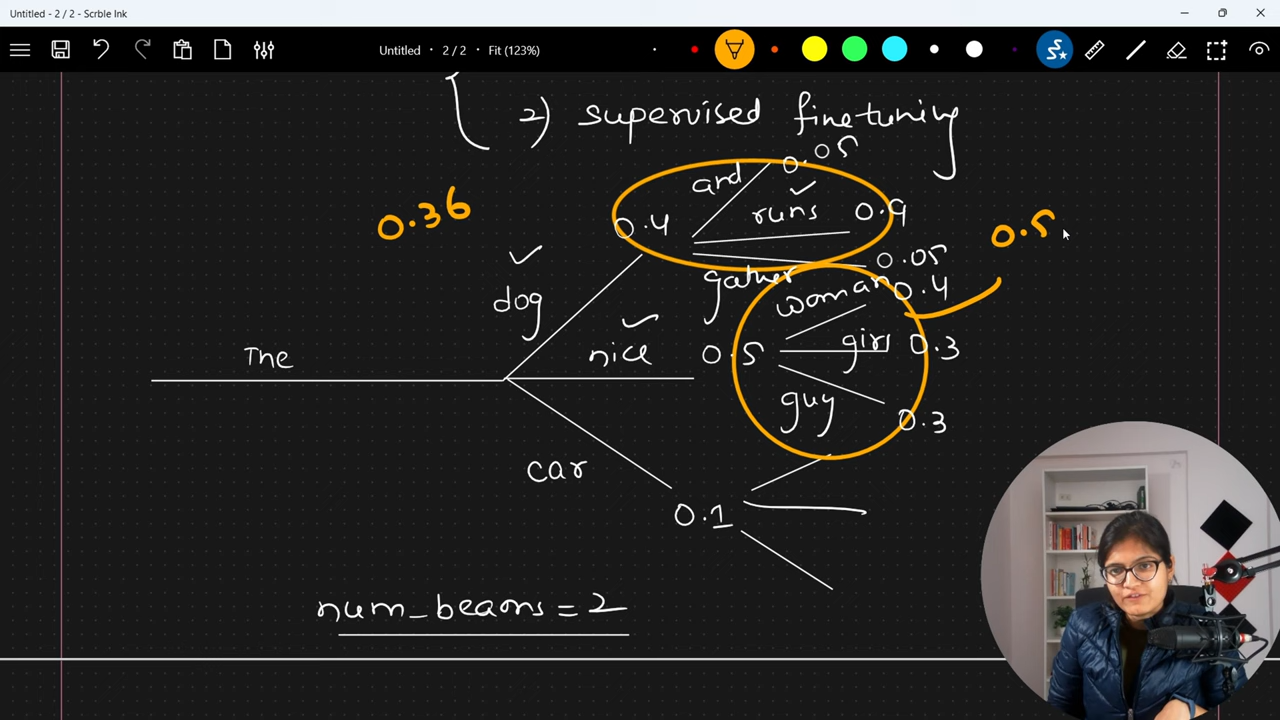 Untitled - 2 / 2 - Scrble Ink
Untitled • 2 / 2 • Fit (123%)
2) supervised finetuning
and 0.05
0.36
0.4 runs 0.9
0.5
gather 0.05
dog
woman 0.4
The
nice 0.5
girs 0.3
guy 0.3
car
0.1
num_beams = 2